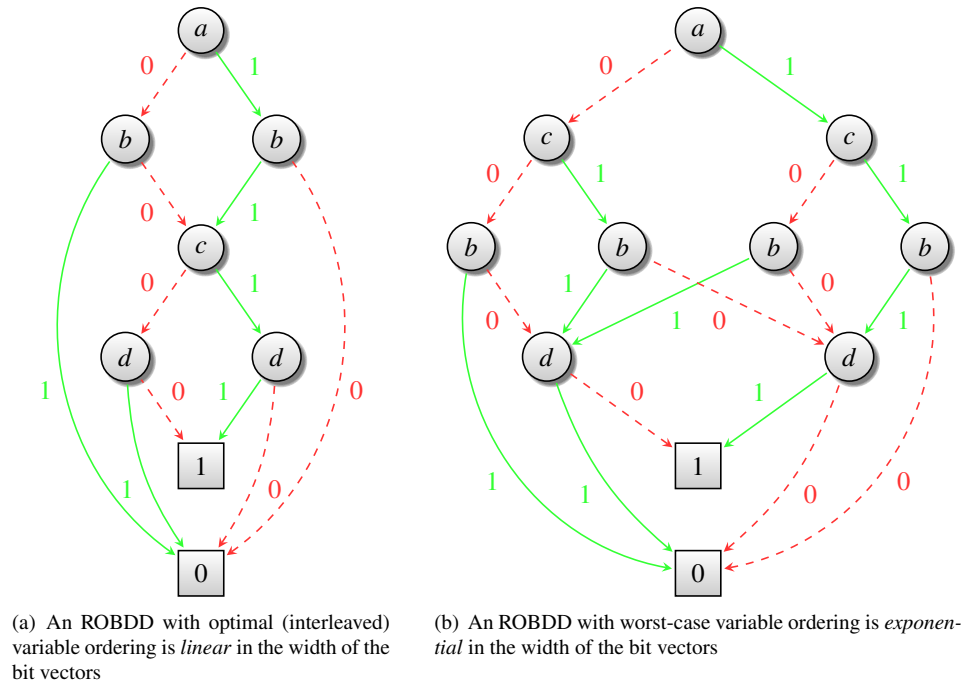 a
0 1
b b
0 1
c
0 1
d d
1 0 1 0
1
1 0
0
(a) An ROBDD with optimal (interleaved)
variable ordering is linear in the width of the
bit vectors
a
0 1
c c
0 1 0 1
b b b b
0 1 1 0 0 1
d d
0 1
1
1 1 0 0
0
(b) An ROBDD with worst-case variable ordering is exponen-
tial in the width of the bit vectors